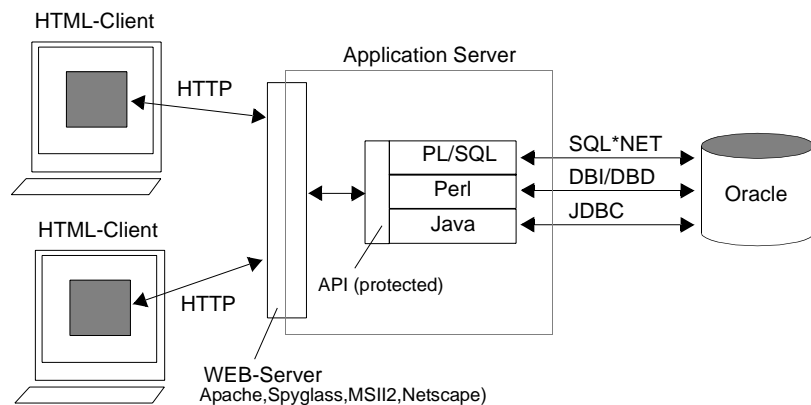 HTML-Client
Application Server
HTTP
PL/SQL
SQL*NET
Perl
DBI/DBD
Oracle
Java
JDBC
HTML-Client
API (protected)
HTTP
WEB-Server
Apache,Spyglass,MSII2,Netscape)